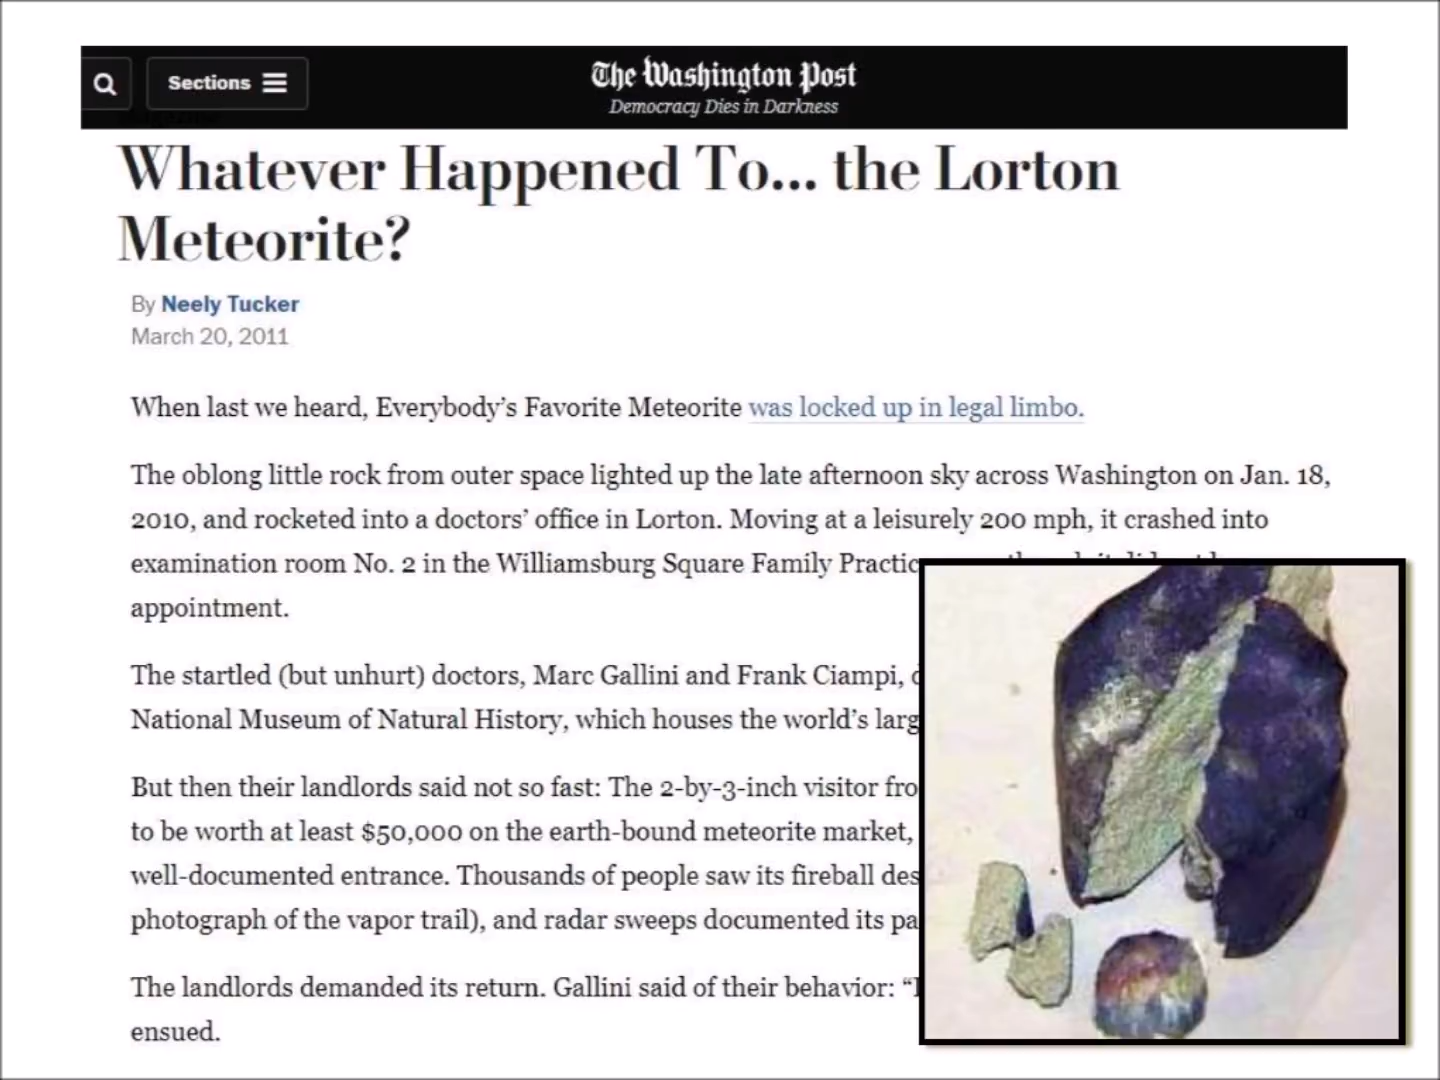 Sections
The Washington Post
Democracy Dies in Darkness
Whatever Happened To... the Lorton
Meteorite?
By Neely Tucker
March 20, 2011
When last we heard, Everybody's Favorite Meteorite was locked up in legal limbo.
The oblong little rock from outer space lighted up the late afternoon sky across Washington on Jan. 18,
2010, and rocketed into a doctors' office in Lorton. Moving at a leisurely 200 mph, it crashed into
examination room No. 2 in the Williamsburg Square Family
appointment.
The startled (but unhurt) doctors, Marc Gallini and Frank Ciampi,
National Museum of Natural History, which houses the world's
But then their landlords said not so fast: The 2-by-3-inch visitor
to be worth at least $50,000 on the earth-bound meteorite market,
well-documented entrance. Thousands of people saw its fireball
photograph of the vapor trail), and radar sweeps documented its
The landlords demanded its return. Gallini said of their behavior: “
ensued.